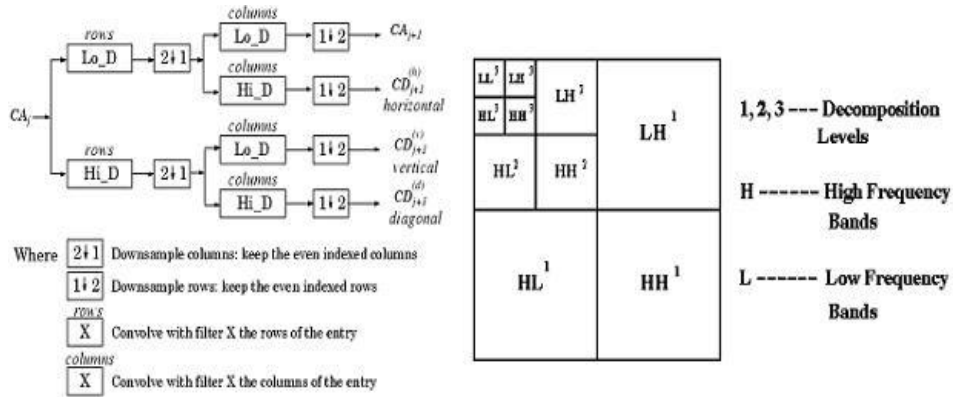 columns
rows
Lo_D
1↓2
CA_{j+1}
Lo_D
2↓1
columns
Hi_D
1↓2
CD_{j+1}^{(h)}
horizontal
CA_j
columns
rows
Lo_D
1↓2
CD_{j+1}^{(v)}
vertical
Hi_D
2↓1
columns
Hi_D
1↓2
CD_{j+1}^{(d)}
diagonal
Where 2↓1 Downsample columns: keep the even indexed columns
1↓2 Downsample rows: keep the even indexed rows
rows
X Convolve with filter X the rows of the entry
columns
X Convolve with filter X the columns of the entry
LL^3 LH^3
HL^3 HH^3
LH^2
HL^2 HH^2
LH^1
HL^1 HH^1
1, 2, 3 --- Decomposition
Levels
H ------ High Frequency
Bands
L ------- Low Frequency
Bands